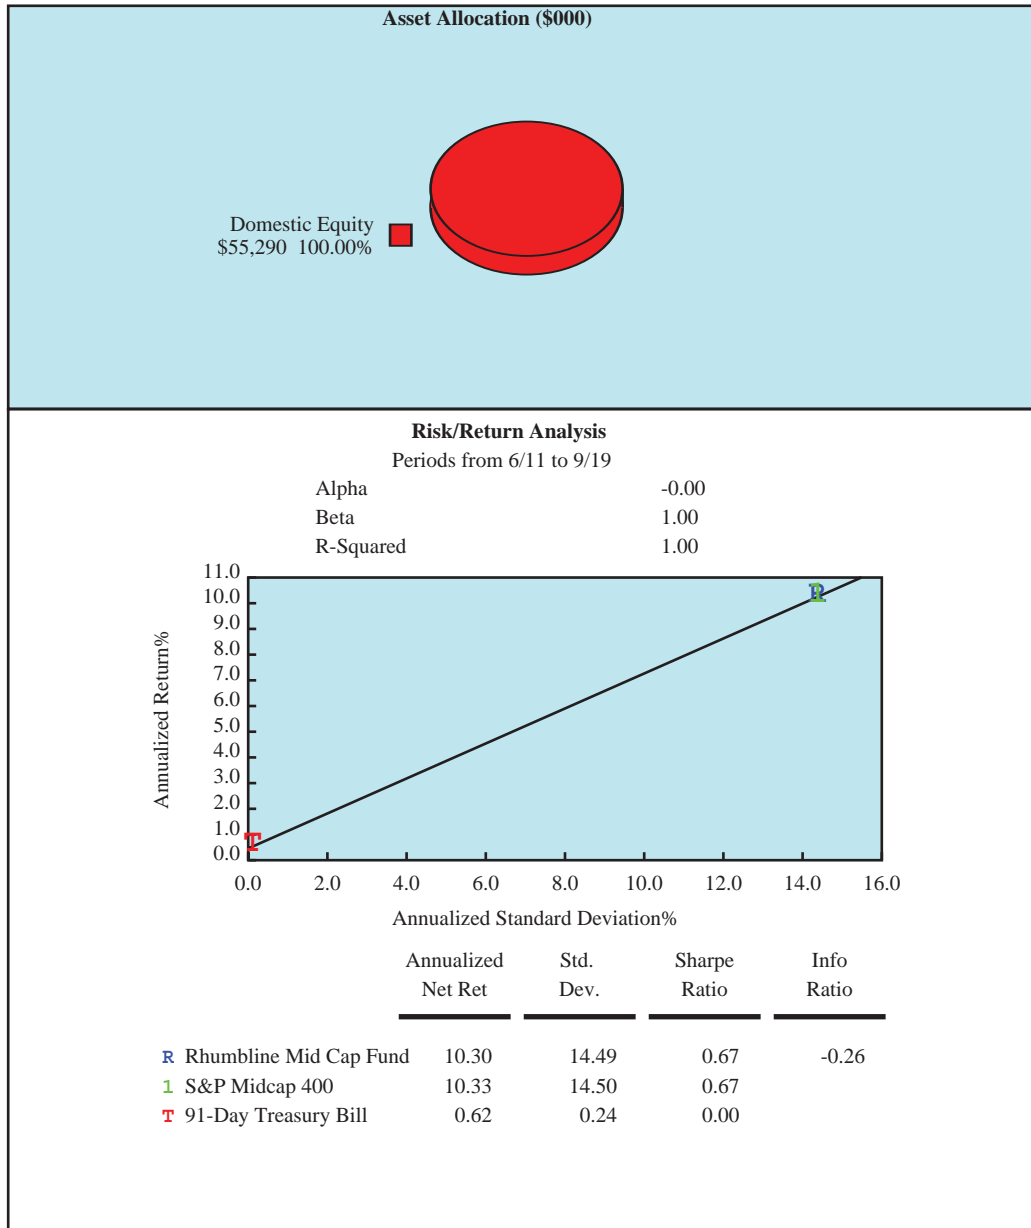 Asset Allocation ($000)
Domestic Equity
$55,290 100.00%
Risk/Return Analysis
Periods from 6/11 to 9/19
Alpha -0.00
Beta 1.00
R-Squared 1.00
11.0
10.0
9.0
8.0
7.0
6.0
5.0
4.0
3.0
2.0
1.0
0.0
Annualized Return%
R
1
T
0.0 2.0 4.0 6.0 8.0 10.0 12.0 14.0 16.0
Annualized Standard Deviation%
Annualized Std. Sharpe Info
Net Ret Dev. Ratio Ratio
R Rhumbline Mid Cap Fund 10.30 14.49 0.67 -0.26
1 S&P Midcap 400 10.33 14.50 0.67
T 91-Day Treasury Bill 0.62 0.24 0.00